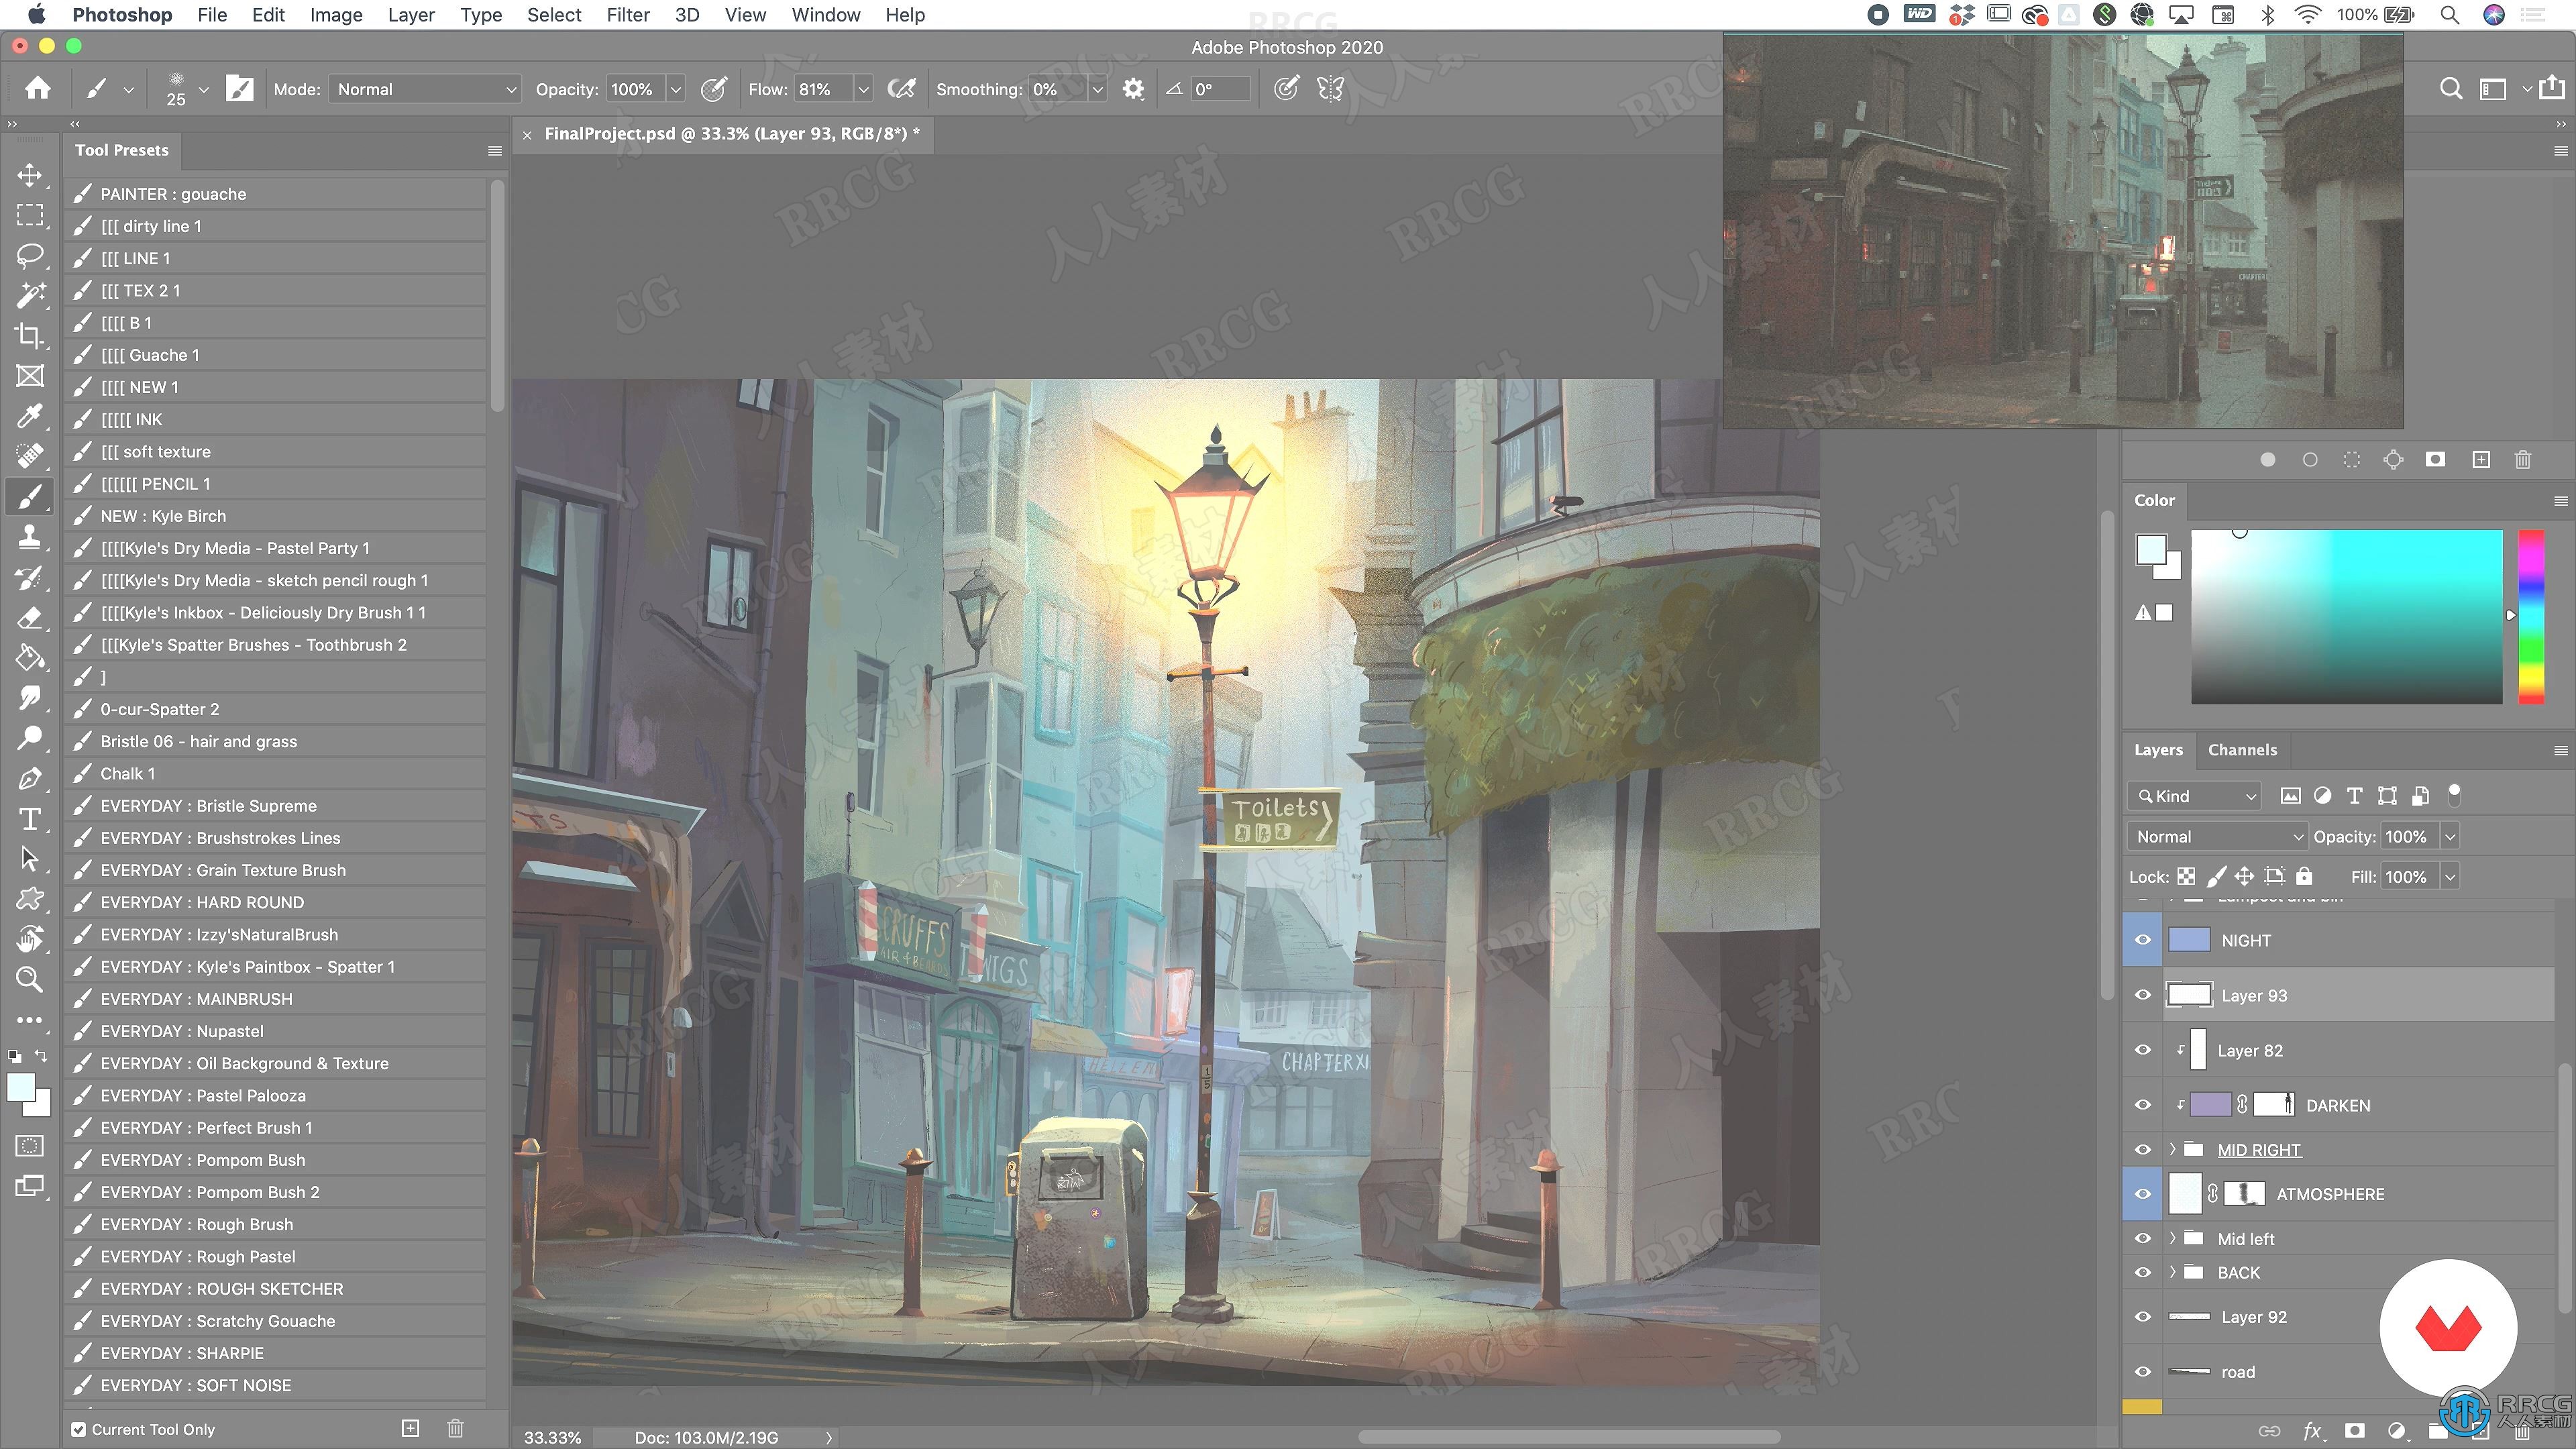 Photoshop File Edit Image Layer Type Select Filter 3D View Window Help 100%
Adobe Photoshop 2020
25 Mode: Normal Opacity: 100% Flow: 81% Smoothing: 0% 0°
Tool Presets
× FinalProject.psd @ 33.3% (Layer 93, RGB/8*) *
PAINTER : gouache
[[[ dirty line 1
[[[ LINE 1
[[[ TEX 2 1
[[[[ B 1
[[[[ Guache 1
[[[[ NEW 1
[[[[[ INK
[[[ soft texture
[[[[[[ PENCIL 1
NEW : Kyle Birch
[[[[Kyle's Dry Media - Pastel Party 1
[[[[Kyle's Dry Media - sketch pencil rough 1
[[[[Kyle's Inkbox - Deliciously Dry Brush 1 1
[[[Kyle's Spatter Brushes - Toothbrush 2
]
0-cur-Spatter 2
Bristle 06 - hair and grass
Chalk 1
EVERYDAY : Bristle Supreme
EVERYDAY : Brushstrokes Lines
EVERYDAY : Grain Texture Brush
EVERYDAY : HARD ROUND
EVERYDAY : Izzy'sNaturalBrush
EVERYDAY : Kyle's Paintbox - Spatter 1
EVERYDAY : MAINBRUSH
EVERYDAY : Nupastel
EVERYDAY : Oil Background & Texture
EVERYDAY : Pastel Palooza
EVERYDAY : Perfect Brush 1
EVERYDAY : Pompom Bush
EVERYDAY : Pompom Bush 2
EVERYDAY : Rough Brush
EVERYDAY : Rough Pastel
EVERYDAY : ROUGH SKETCHER
EVERYDAY : Scratchy Gouache
EVERYDAY : SHARPIE
EVERYDAY : SOFT NOISE
Current Tool Only
Toilets
SCRUFFS
HAIR & BEARDS
TWIGS
HELLEN
CHAPTER XI
1
5
33.33% Doc: 103.0M/2.19G
Color
Layers Channels
Kind
Normal Opacity: 100%
Lock: Fill: 100%
Lampost and bin
NIGHT
Layer 93
Layer 82
DARKEN
MID RIGHT
ATMOSPHERE
Mid left
BACK
Layer 92
road
fx
RRCG
人人素材